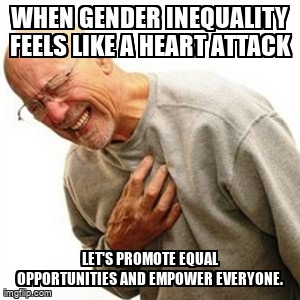 WHEN GENDER INEQUALITY
FEELS LIKE A HEART ATTACK
LET'S PROMOTE EQUAL
OPPORTUNITIES AND EMPOWER EVERYONE.
imgflip.com